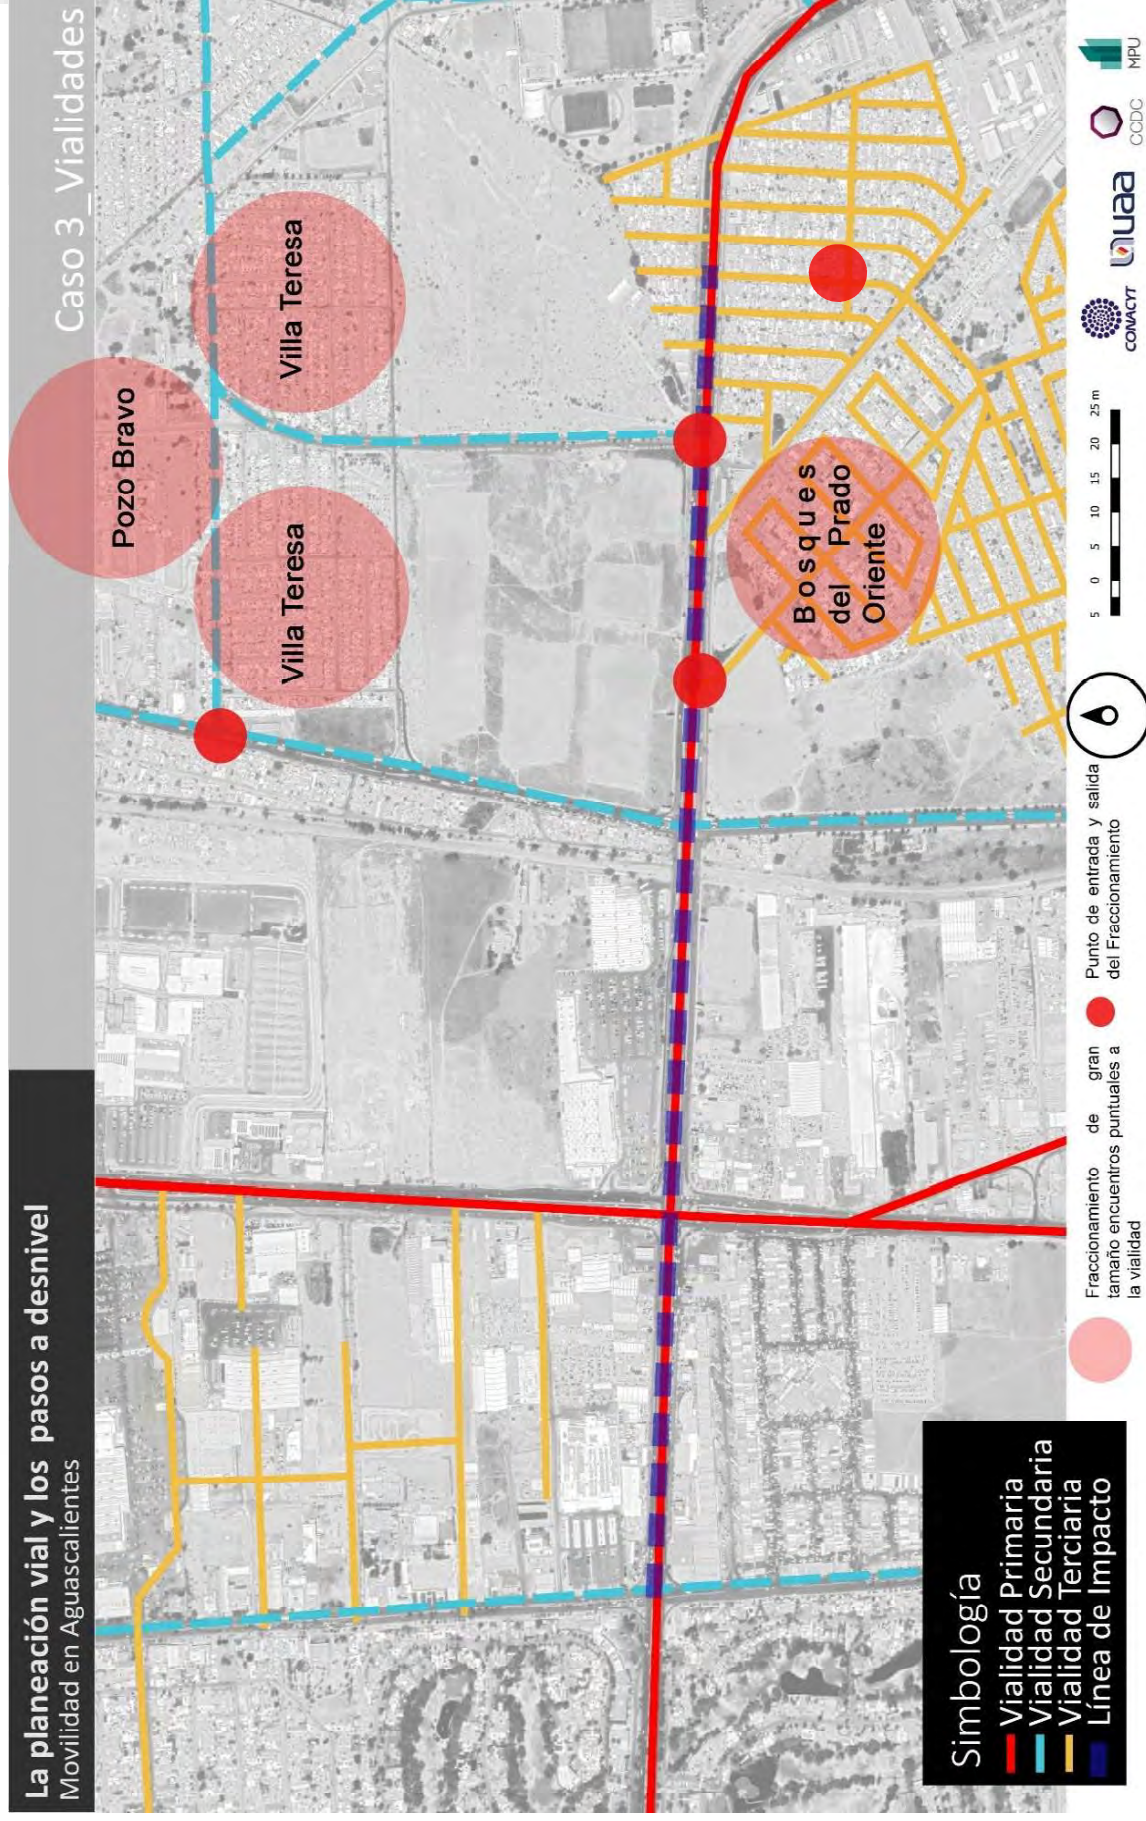 La planeación vial y los pasos a desnivel
Movilidad en Aguascalientes
Caso 3_Vialidades
Pozo Bravo
Villa Teresa
Villa Teresa
Bosques
del Prado
Oriente
Simbología
Vialidad Primaria
Vialidad Secundaria
Vialidad Terciaria
Línea de Impacto
Fraccionamiento de gran
tamaño encuentros puntuales a
la vialidad
Punto de entrada y salida
del Fraccionamiento
5 0 5 10 15 20 25 m
CONACYT
uaa
CCDC
MPU